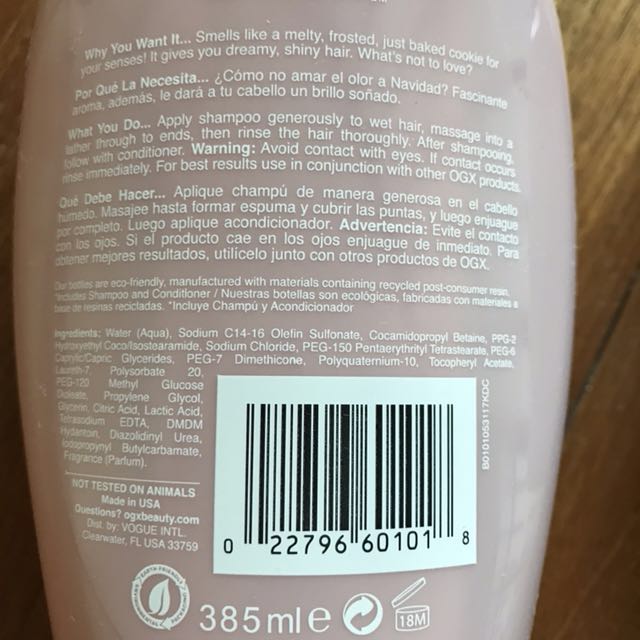 Why You Want It... Smells like a melty, frosted, just baked cookie for
your senses! It gives you dreamy, shiny hair. What's not to love?
Por Qué La Necesita... ¿Cómo no amar el olor a Navidad? Fascinante
aroma, además, le dará a tu cabello un brillo soñado.
What You Do... Apply shampoo generously to wet hair, massage into a
lather through to ends, then rinse the hair thoroughly. After shampooing,
follow with conditioner. Warning: Avoid contact with eyes. If contact occurs
rinse immediately. For best results use in conjunction with other OGX products.
Qué Debe Hacer... Aplique champú de manera generosa en el cabello
húmedo. Masajee hasta formar espuma y cubrir las puntas, y luego enjuague
por completo. Luego aplique acondicionador. Advertencia: Evite el contacto
con los ojos. Si el producto cae en los ojos enjuague de inmediato. Para
obtener mejores resultados, utilícelo junto con otros productos de OGX.
Our bottles are eco-friendly, manufactured with materials containing recycled post-consumer resin.
*Includes Shampoo and Conditioner / Nuestras botellas son ecológicas, fabricadas con materiales a
base de resinas recicladas. *Incluye Champú y Acondicionador
Ingredients: Water (Aqua), Sodium C14-16 Olefin Sulfonate, Cocamidopropyl Betaine, PPG-2
Hydroxyethyl Coco/Isostearamide, Sodium Chloride, PEG-150 Pentaerythrityl Tetrastearate, PEG-6
Caprylic/Capric Glycerides, PEG-7 Dimethicone, Polyquaternium-10, Tocopheryl Acetate,
Laureth-7, Polysorbate 20,
PEG-120 Methyl Glucose
Dioleate, Propylene Glycol,
Glycerin, Citric Acid, Lactic Acid,
Tetrasodium EDTA, DMDM
Hydantoin, Diazolidinyl Urea,
Iodopropynyl Butylcarbamate,
Fragrance (Parfum).
B0101053117KDC
NOT TESTED ON ANIMALS
Made in USA
Questions? ogxbeauty.com
Dist. by: VOGUE INTL.
Clearwater, FL USA 33759
0 22796 60101 8
EARTH FRIENDLY
385ml e
18M